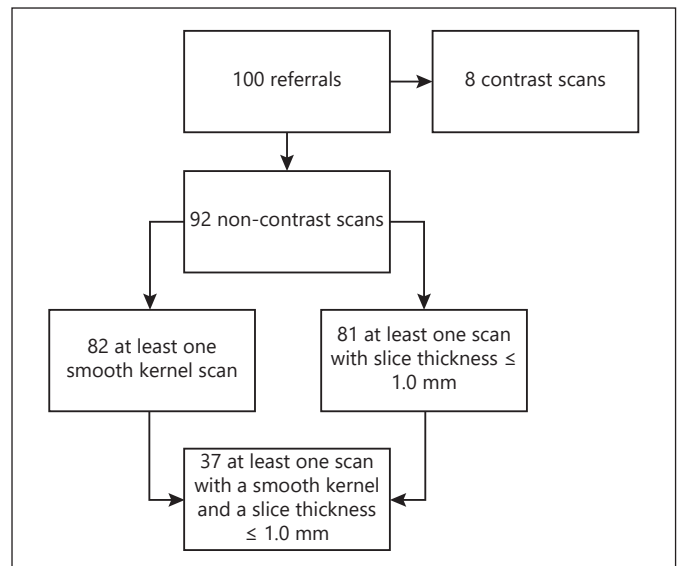 100 referrals
8 contrast scans
92 non-contrast scans
82 at least one
smooth kernel scan
81 at least one scan
with slice thickness ≤
1.0 mm
37 at least one scan
with a smooth kernel
and a slice thickness
≤ 1.0 mm